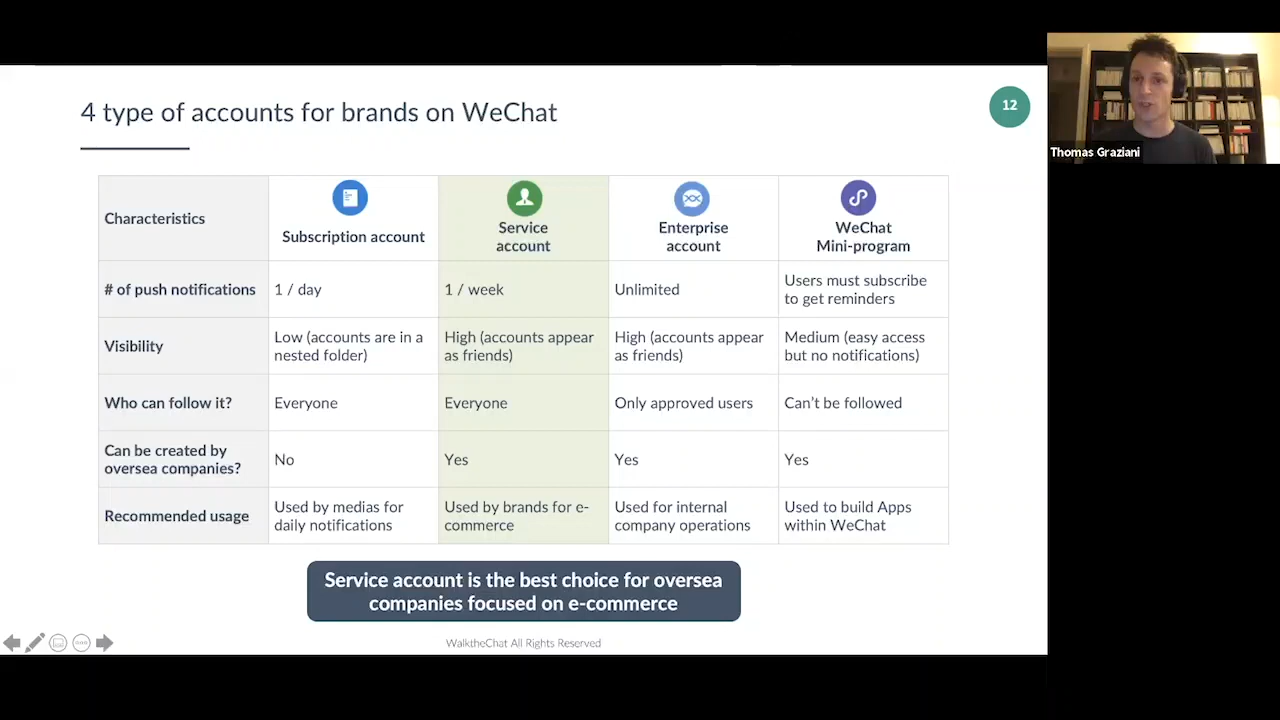 4 type of accounts for brands on WeChat
12
Thomas Graziani
Characteristics
Subscription account
Service
account
Enterprise
account
WeChat
Mini-program
# of push notifications
1 / day
1 / week
Unlimited
Users must subscribe
to get reminders
Visibility
Low (accounts are in a
nested folder)
High (accounts appear
as friends)
High (accounts appear
as friends)
Medium (easy access
but no notifications)
Who can follow it?
Everyone
Everyone
Only approved users
Can't be followed
Can be created by
oversea companies?
No
Yes
Yes
Yes
Recommended usage
Used by medias for
daily notifications
Used by brands for e-
commerce
Used for internal
company operations
Used to build Apps
within WeChat
Service account is the best choice for oversea
companies focused on e-commerce
WalktheChat All Rights Reserved